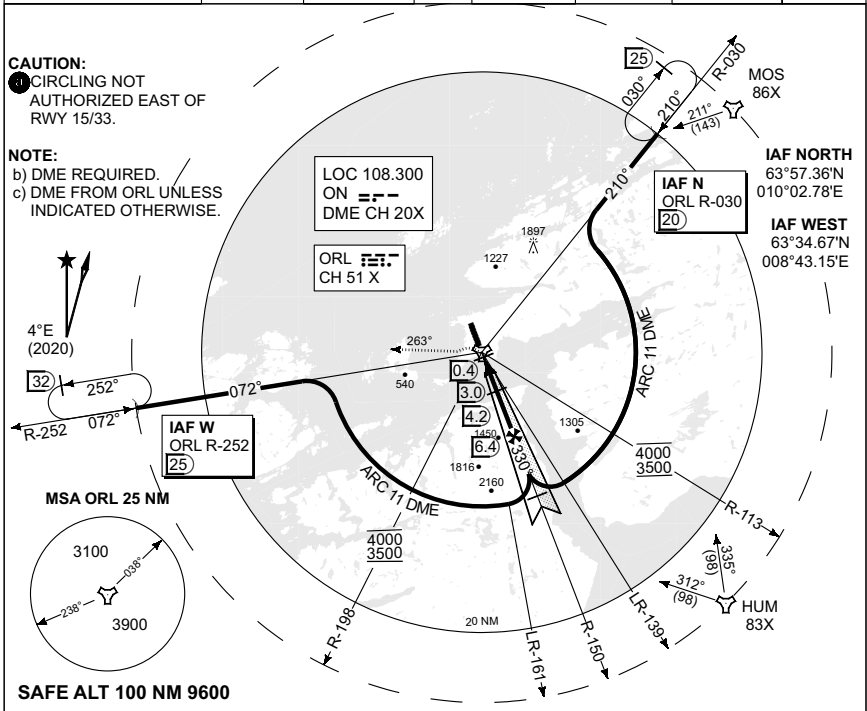 CAUTION:
a CIRCLING NOT
AUTHORIZED EAST OF
RWY 15/33.
NOTE:
b) DME REQUIRED.
c) DME FROM ORL UNLESS
INDICATED OTHERWISE.
4°E
(2020)
LOC 108.300
ON
DME CH 20X
ORL
CH 51 X
25
R-030
030°
210°
MOS
86X
211°
(143)
IAF NORTH
63°57.36'N
010°02.78'E
IAF WEST
63°34.67'N
008°43.15'E
210°
IAF N
ORL R-030
20
1897
1227
263°
540
ARC 11 DME
32
252°
072°
072°
R-252
IAF W
ORL R-252
25
0.4
3.0
4.2
1450
6.4
330°
1305
1816
2160
ARC 11 DME
4000
3500
4000
3500
R-113
335°
(98)
312°
(98)
HUM
83X
MSA ORL 25 NM
3100
038°
238°
3900
R-198
20 NM
LR-161
R-150
LR-139
SAFE ALT 100 NM 9600